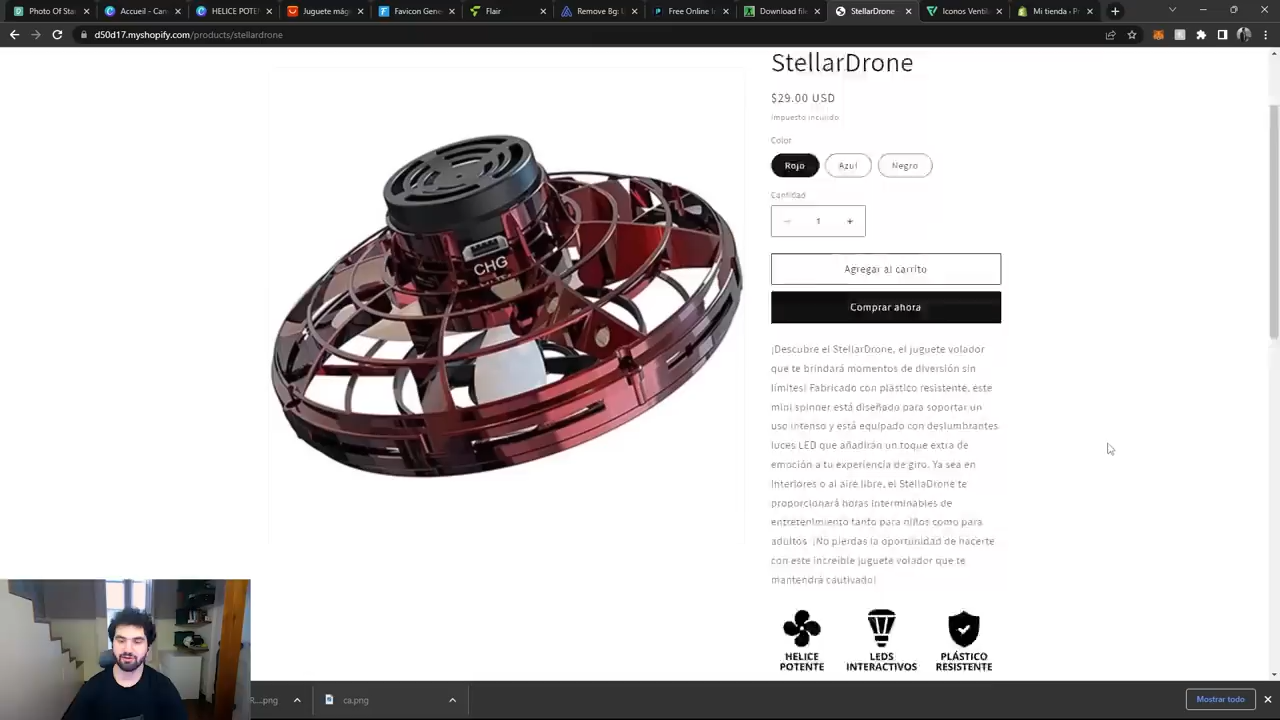 Photo Of Sta
Accueil - Can
HELICE POTE
Juguete mág
Favicon Gene
Flair
Remove Bg: U
Free Online I
Download file
StellarDrone
Iconos Ventil
Mi tienda - P
d50d17.myshopify.com/products/stellardrone
StellarDrone
$29.00 USD
Impuesto incluido
Color
Rojo
Azul
Negro
Cantidad
1
Agregar al carrito
Comprar ahora
CHG
¡Descubre el StellarDrone, el juguete volador
que te brindará momentos de diversión sin
límites! Fabricado con plástico resistente, este
mini spinner está diseñado para soportar un
uso intenso y está equipado con deslumbrantes
luces LED que añadirán un toque extra de
emoción a tu experiencia de giro. Ya sea en
interiores o al aire libre, el StellaDrone te
proporcionará horas interminables de
entretenimiento tanto para niños como para
adultos. ¡No pierdas la oportunidad de hacerte
con este increíble juguete volador que te
mantendrá cautivado!
HELICE
POTENTE
LEDS
INTERACTIVOS
PLÁSTICO
RESISTENTE
R....png
ca.png
Mostrar todo